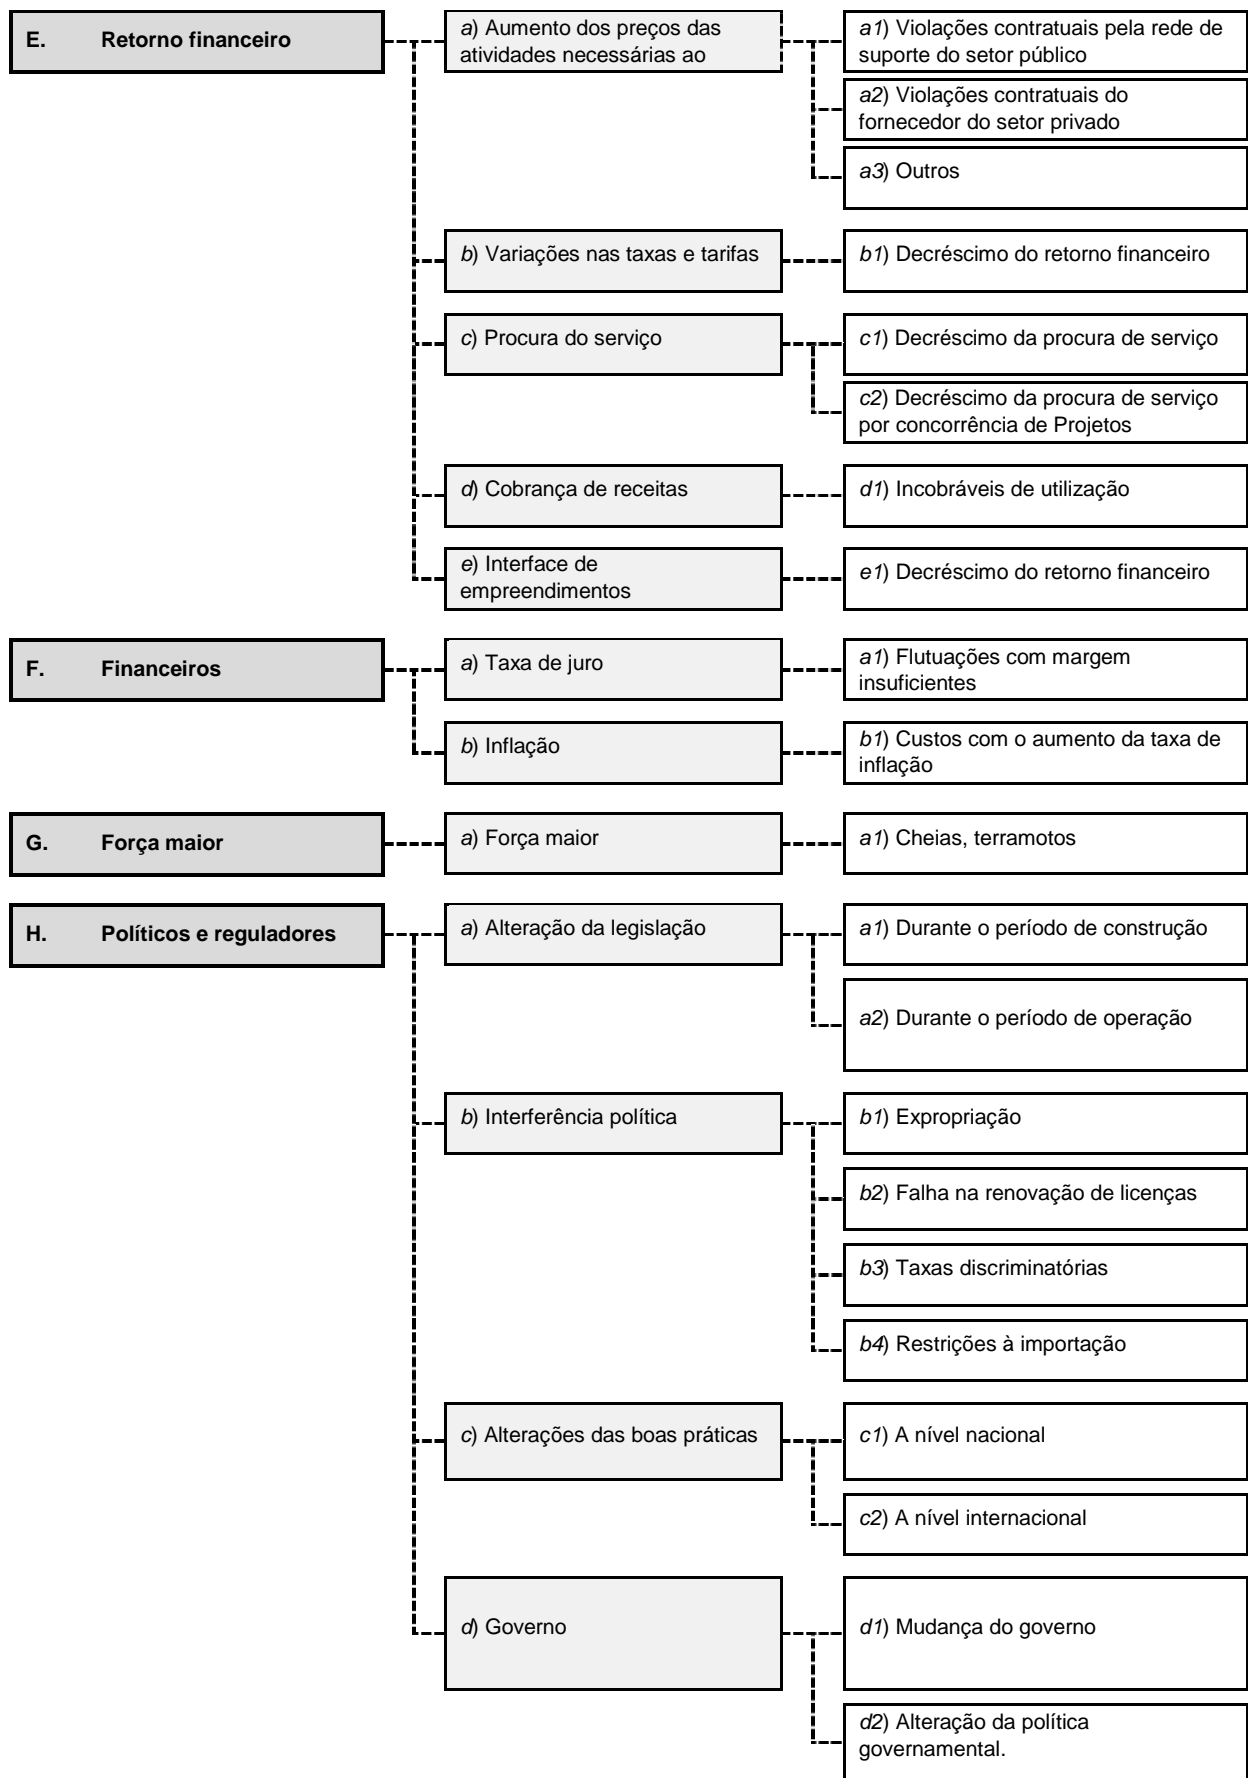 E. Retorno financeiro
a) Aumento dos preços das
atividades necessárias ao
a1) Violações contratuais pela rede de
suporte do setor público
a2) Violações contratuais do
fornecedor do setor privado
a3) Outros
b) Variações nas taxas e tarifas
b1) Decréscimo do retorno financeiro
c) Procura do serviço
c1) Decréscimo da procura de serviço
c2) Decréscimo da procura de serviço
por concorrência de Projetos
d) Cobrança de receitas
d1) Incobráveis de utilização
e) Interface de
empreendimentos
e1) Decréscimo do retorno financeiro
F. Financeiros
a) Taxa de juro
a1) Flutuações com margem
insuficientes
b) Inflação
b1) Custos com o aumento da taxa de
inflação
G. Força maior
a) Força maior
a1) Cheias, terramotos
H. Políticos e reguladores
a) Alteração da legislação
a1) Durante o período de construção
a2) Durante o período de operação
b) Interferência política
b1) Expropriação
b2) Falha na renovação de licenças
b3) Taxas discriminatórias
b4) Restrições à importação
c) Alterações das boas práticas
c1) A nível nacional
c2) A nível internacional
d) Governo
d1) Mudança do governo
d2) Alteração da política
governamental.